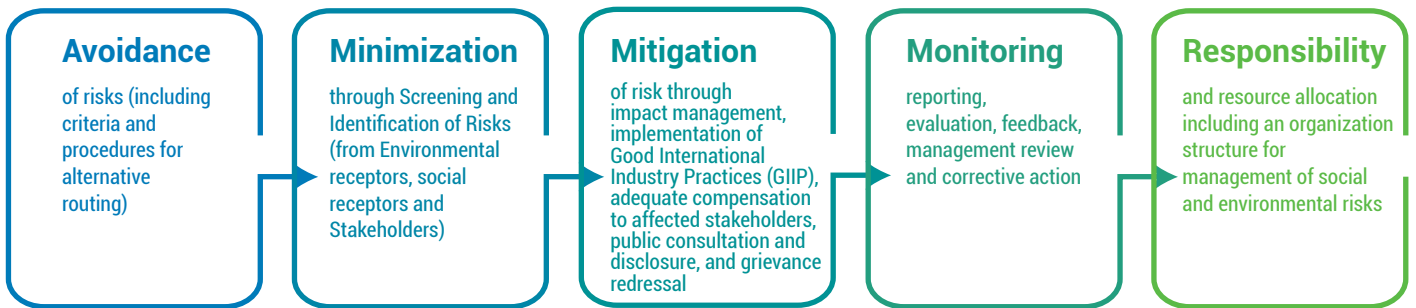 Avoidance
of risks (including
criteria and
procedures for
alternative
routing)
Minimization
through Screening and
Identification of Risks
(from Environmental
receptors, social
receptors and
Stakeholders)
Mitigation
of risk through
impact management,
implementation of
Good International
Industry Practices (GIIP),
adequate compensation
to affected stakeholders,
public consultation and
disclosure, and grievance
redressal
Monitoring
reporting,
evaluation, feedback,
management review
and corrective action
Responsibility
and resource allocation
including an organization
structure for
management of social
and environmental risks